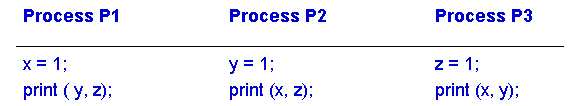 Process P1 Process P2 Process P3
x = 1; y = 1; z = 1;
print ( y, z); print (x, z); print (x, y);